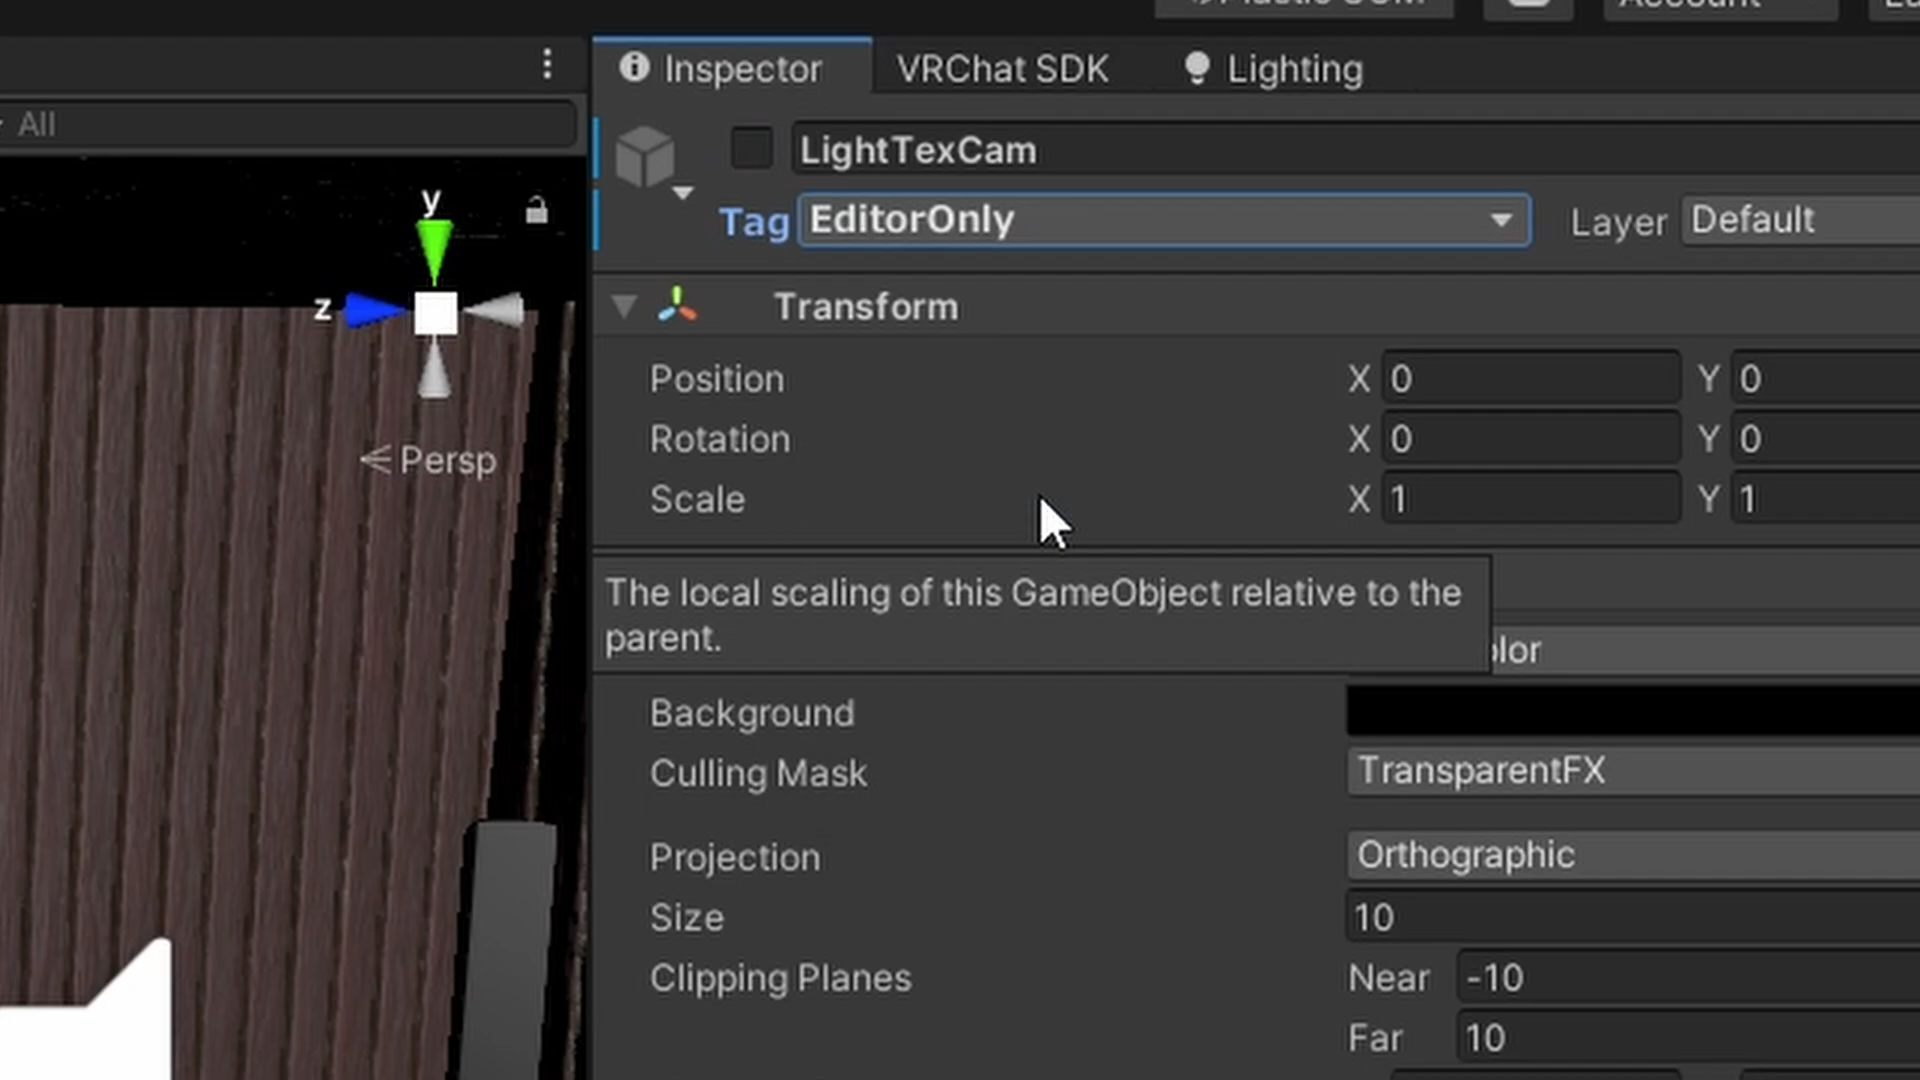 Inspector
VRChat SDK
Lighting
All
LightTexCam
Tag EditorOnly
Layer Default
y
z
< Persp
Transform
Position X 0 Y 0
Rotation X 0 Y 0
Scale X 1 Y 1
The local scaling of this GameObject relative to the
parent.
Background
Culling Mask TransparentFX
Projection Orthographic
Size 10
Clipping Planes Near -10
Far 10